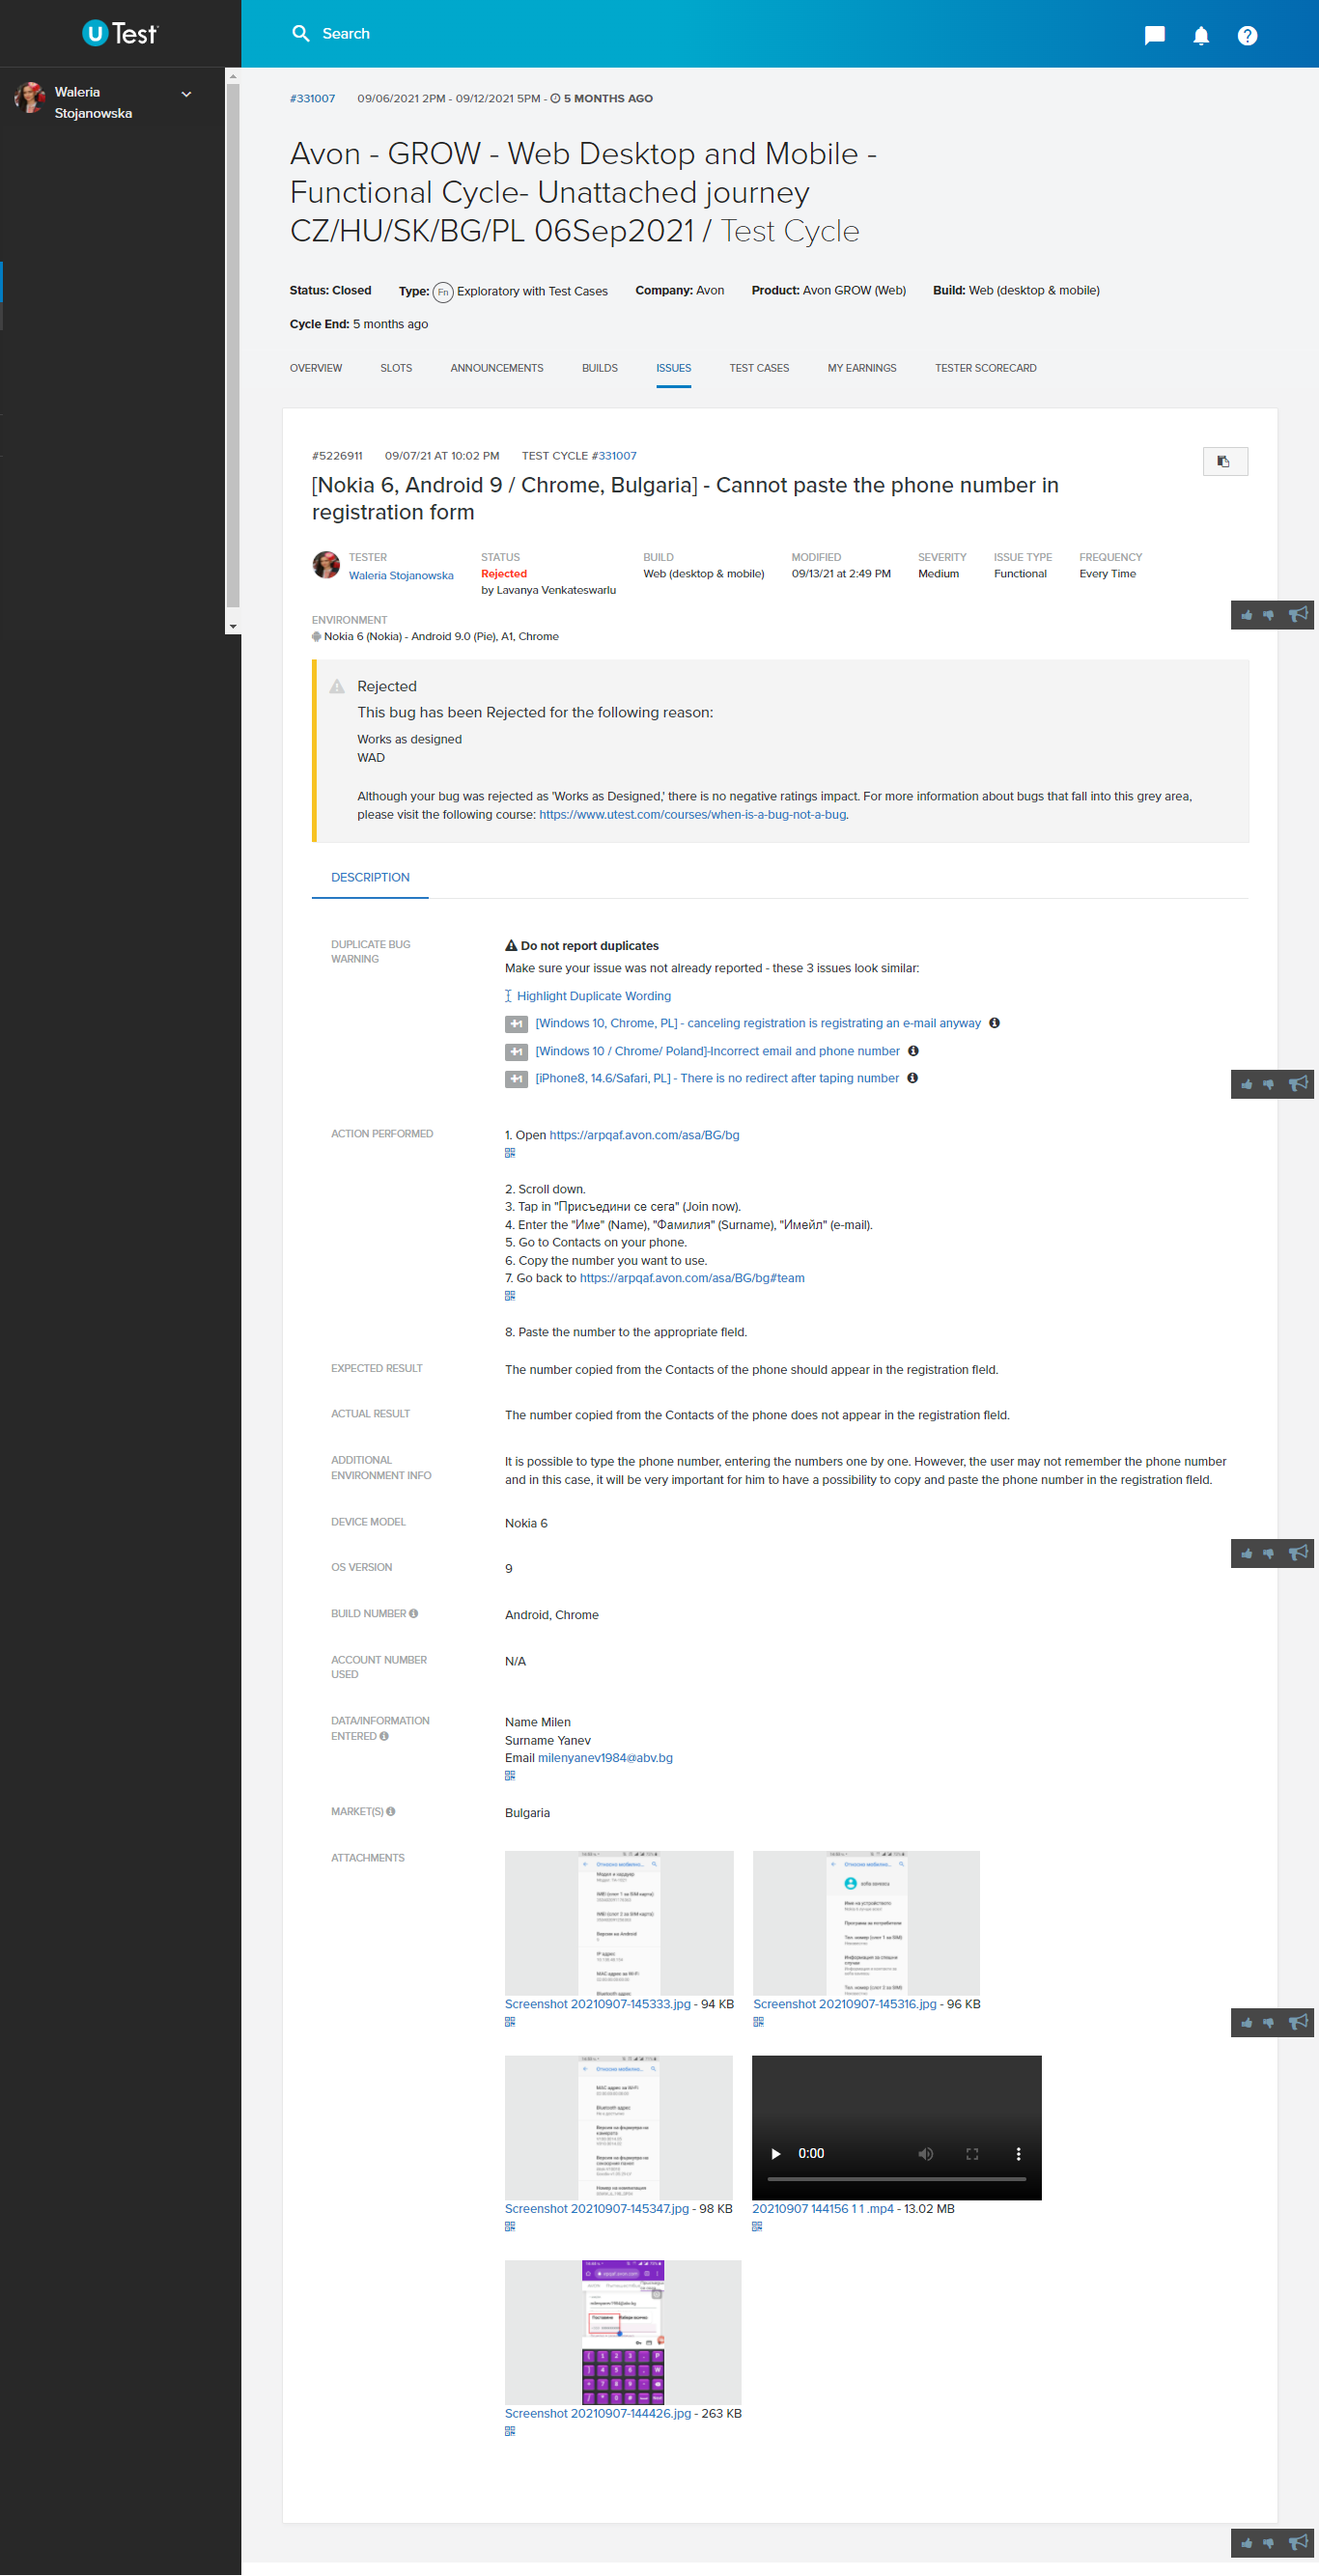 U Test
Search
Waleria
Stojanowska
#331007 09/06/2021 2PM - 09/12/2021 5PM - 5 MONTHS AGO
Avon - GROW - Web Desktop and Mobile -
Functional Cycle- Unattached journey
CZ/HU/SK/BG/PL 06Sep2021 / Test Cycle
Status: Closed Type: Fn Exploratory with Test Cases Company: Avon Product: Avon GROW (Web) Build: Web (desktop & mobile)
Cycle End: 5 months ago
OVERVIEW SLOTS ANNOUNCEMENTS BUILDS ISSUES TEST CASES MY EARNINGS TESTER SCORECARD
#5226911 09/07/21 AT 10:02 PM TEST CYCLE #331007
[Nokia 6, Android 9 / Chrome, Bulgaria] - Cannot paste the phone number in
registration form
TESTER STATUS BUILD MODIFIED SEVERITY ISSUE TYPE FREQUENCY
Waleria Stojanowska Rejected Web (desktop & mobile) 09/13/21 at 2:49 PM Medium Functional Every Time
by Lavanya Venkateswarlu
ENVIRONMENT
Nokia 6 (Nokia) - Android 9.0 (Pie), A1, Chrome
Rejected
This bug has been Rejected for the following reason:
Works as designed
WAD
Although your bug was rejected as 'Works as Designed,' there is no negative ratings impact. For more information about bugs that fall into this grey area,
please visit the following course: https://www.utest.com/courses/when-is-a-bug-not-a-bug.
DESCRIPTION
DUPLICATE BUG
WARNING
Do not report duplicates
Make sure your issue was not already reported - these 3 issues look similar:
Highlight Duplicate Wording
+1 [Windows 10, Chrome, PL] - canceling registration is registrating an e-mail anyway
+1 [Windows 10 / Chrome/ Poland]-Incorrect email and phone number
+1 [iPhone8, 14.6/Safari, PL] - There is no redirect after taping number
ACTION PERFORMED
1. Open https://arpqaf.avon.com/asa/BG/bg
2. Scroll down.
3. Tap in "Присъедини се сега" (Join now).
4. Enter the "Име" (Name), "Фамилия" (Surname), "Имейл" (e-mail).
5. Go to Contacts on your phone.
6. Copy the number you want to use.
7. Go back to https://arpqaf.avon.com/asa/BG/bg#team
8. Paste the number to the appropriate field.
EXPECTED RESULT
The number copied from the Contacts of the phone should appear in the registration field.
ACTUAL RESULT
The number copied from the Contacts of the phone does not appear in the registration field.
ADDITIONAL
ENVIRONMENT INFO
It is possible to type the phone number, entering the numbers one by one. However, the user may not remember the phone number
and in this case, it will be very important for him to have a possibility to copy and paste the phone number in the registration field.
DEVICE MODEL
Nokia 6
OS VERSION
9
BUILD NUMBER
Android, Chrome
ACCOUNT NUMBER
USED
N/A
DATA/INFORMATION
ENTERED
Name Milen
Surname Yanev
Email milenyanev1984@abv.bg
MARKET(S)
Bulgaria
ATTACHMENTS
Screenshot 20210907-145333.jpg - 94 KB
Screenshot 20210907-145316.jpg - 96 KB
0:00
Screenshot 20210907-145347.jpg - 98 KB
20210907 144156 1 1 .mp4 - 13.02 MB
Screenshot 20210907-144426.jpg - 263 KB